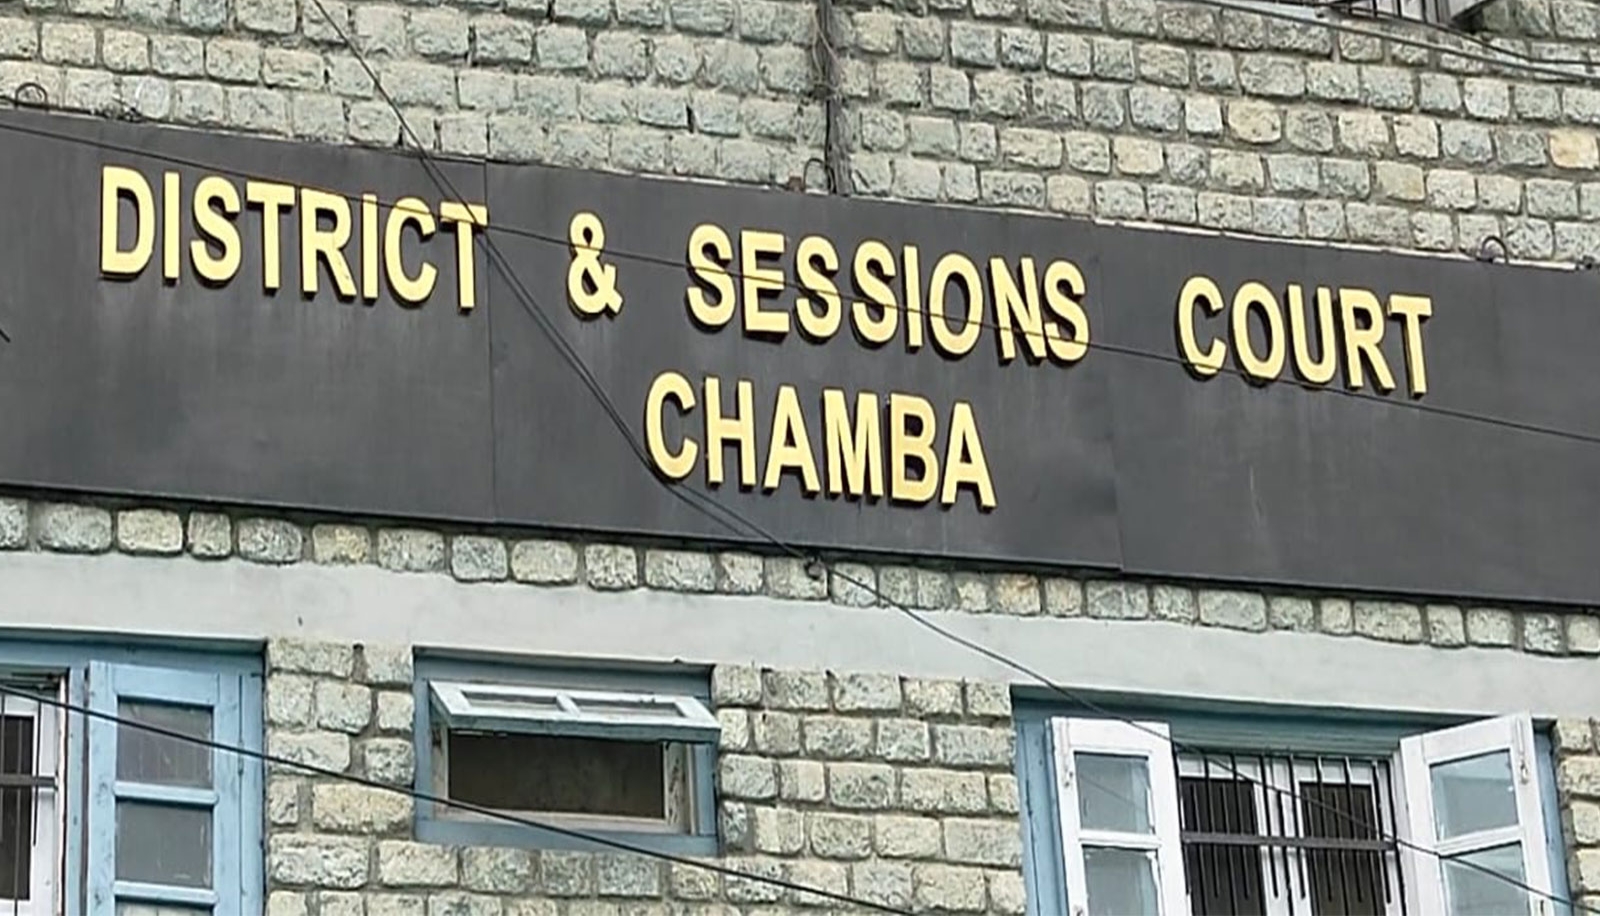 DISTRICT & SESSIONS COURT
CHAMBA